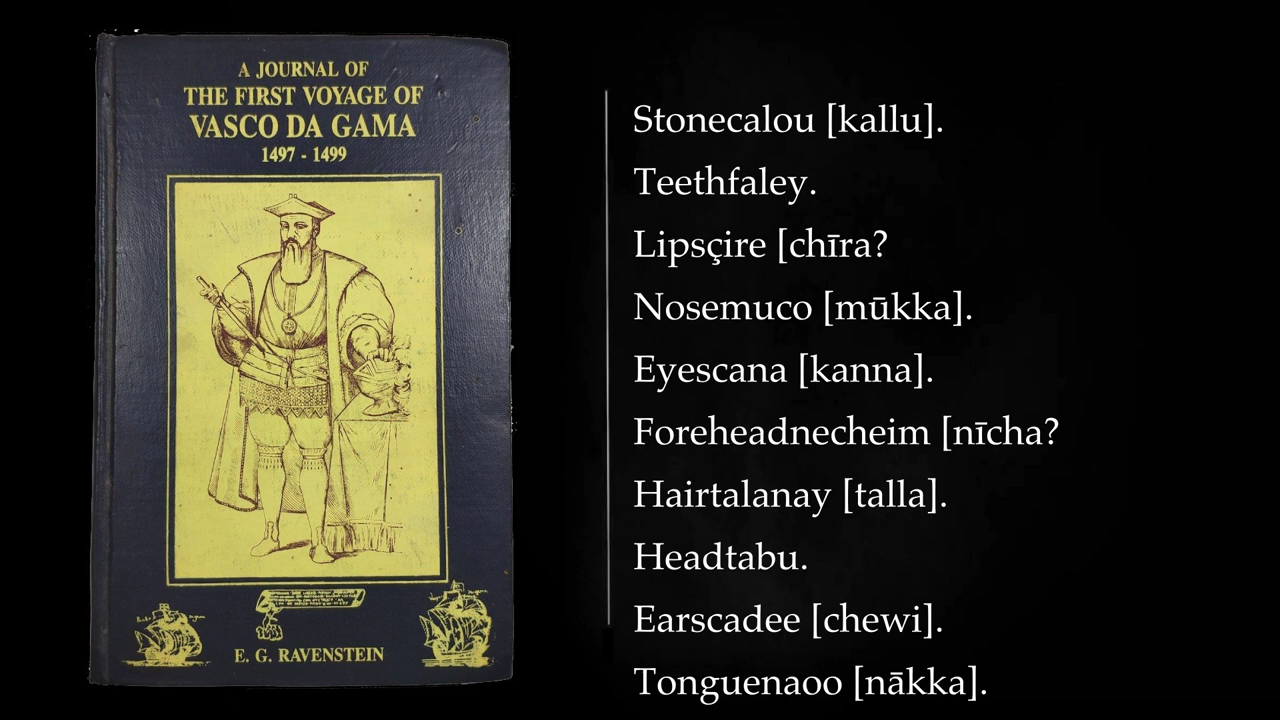 A JOURNAL OF
THE FIRST VOYAGE OF
VASCO DA GAMA
1497 - 1499
E. G. RAVENSTEIN
Stonecalou [kallu].
Teethfaley.
Lipsçire [chīra?
Nosemuco [mūkka].
Eyescana [kanna].
Foreheadnecheim [nīcha?
Hairtalanay [talla].
Headtabu.
Earscadee [chewi].
Tonguenaoo [nākka].